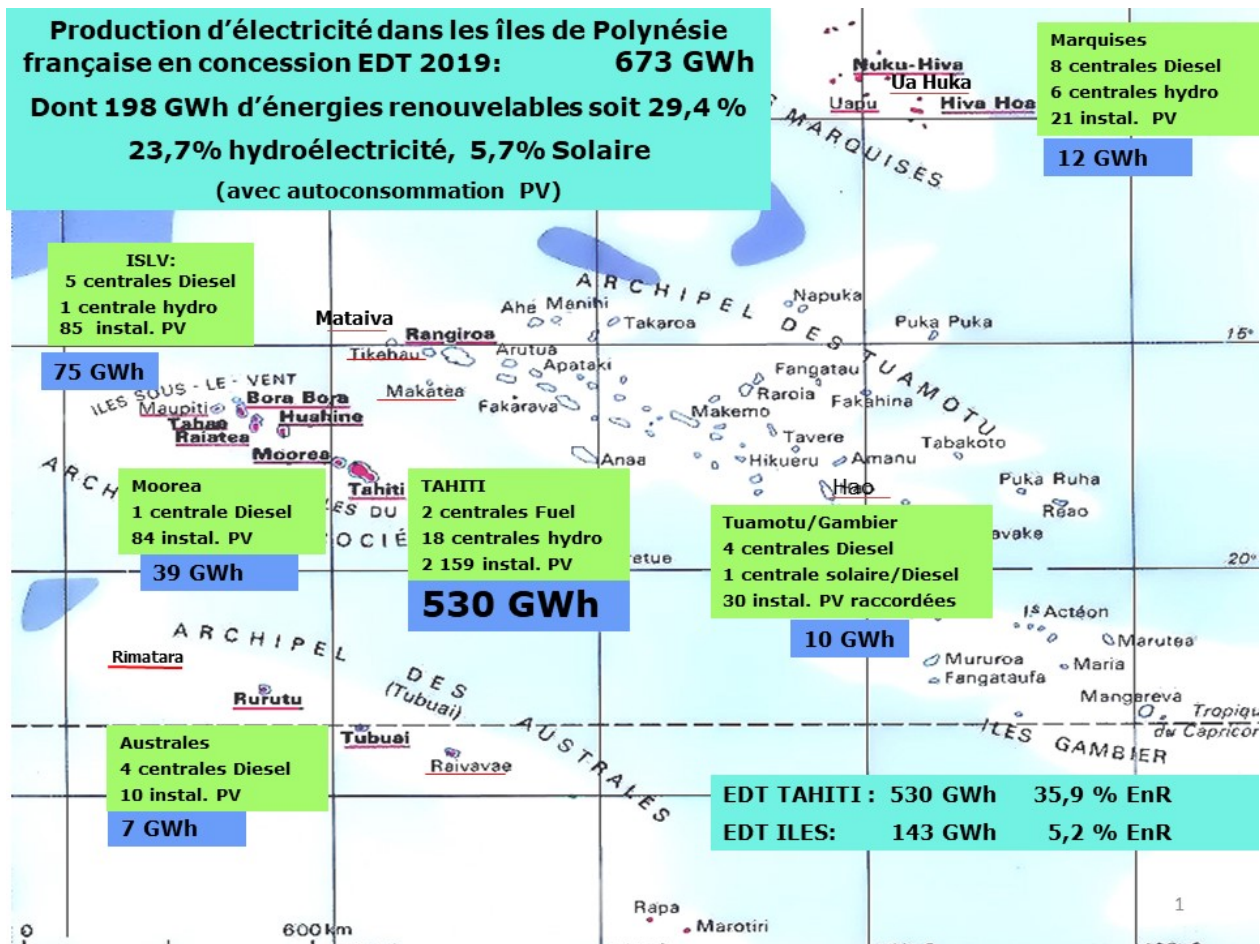 Production d'électricité dans les îles de Polynésie
française en concession EDT 2019: 673 GWh
Dont 198 GWh d'énergies renouvelables soit 29,4 %
23,7% hydroélectricité, 5,7% Solaire
(avec autoconsommation PV)
Nuku-Hiva
Ua Huka
Uapu
Hiva Hoa
MARQUISES
Marquises
8 centrales Diesel
6 centrales hydro
21 instal. PV
12 GWh
ISLV:
5 centrales Diesel
1 centrale hydro
85 instal. PV
75 GWh
ARCHIPEL DES TUAMOTU
Napuka
Ahé
Manihi
Takaroa
Puka Puka
Mataiva
Rangiroa
Tikehau
Arutua
Apataki
15°
Fangatau
Raroia
Fakahina
Makatea
Fakarava
Makemo
Tavere
Tabakoto
Hikueru
Amanu
Anaa
Hao
Puka Ruha
Reao
avake
ILES SOUS-LE-VENT
Bora Bora
Maupiti
Huahine
Tahaa
Raiatea
Moorea
Tahiti
ARCH
LES DU
OCIÉ
Moorea
1 centrale Diesel
84 instal. PV
39 GWh
TAHITI
2 centrales Fuel
18 centrales hydro
2 159 instal. PV
530 GWh
retue
Tuamotu/Gambier
4 centrales Diesel
1 centrale solaire/Diesel
30 instal. PV raccordées
10 GWh
20°
Is Actéon
Marutea
Mururoa
Maria
Fangataufa
Mangareva
Tropiqu
du Capricor
ILES GAMBIER
ARCHIPEL DES AUSTRALES
(Tubuai)
Rimatara
Rurutu
Tubuai
Raivavae
Australes
4 centrales Diesel
10 instal. PV
7 GWh
EDT TAHITI : 530 GWh 35,9 % EnR
EDT ILES: 143 GWh 5,2 % EnR
Rapa
Marotiri
0
600 km
1